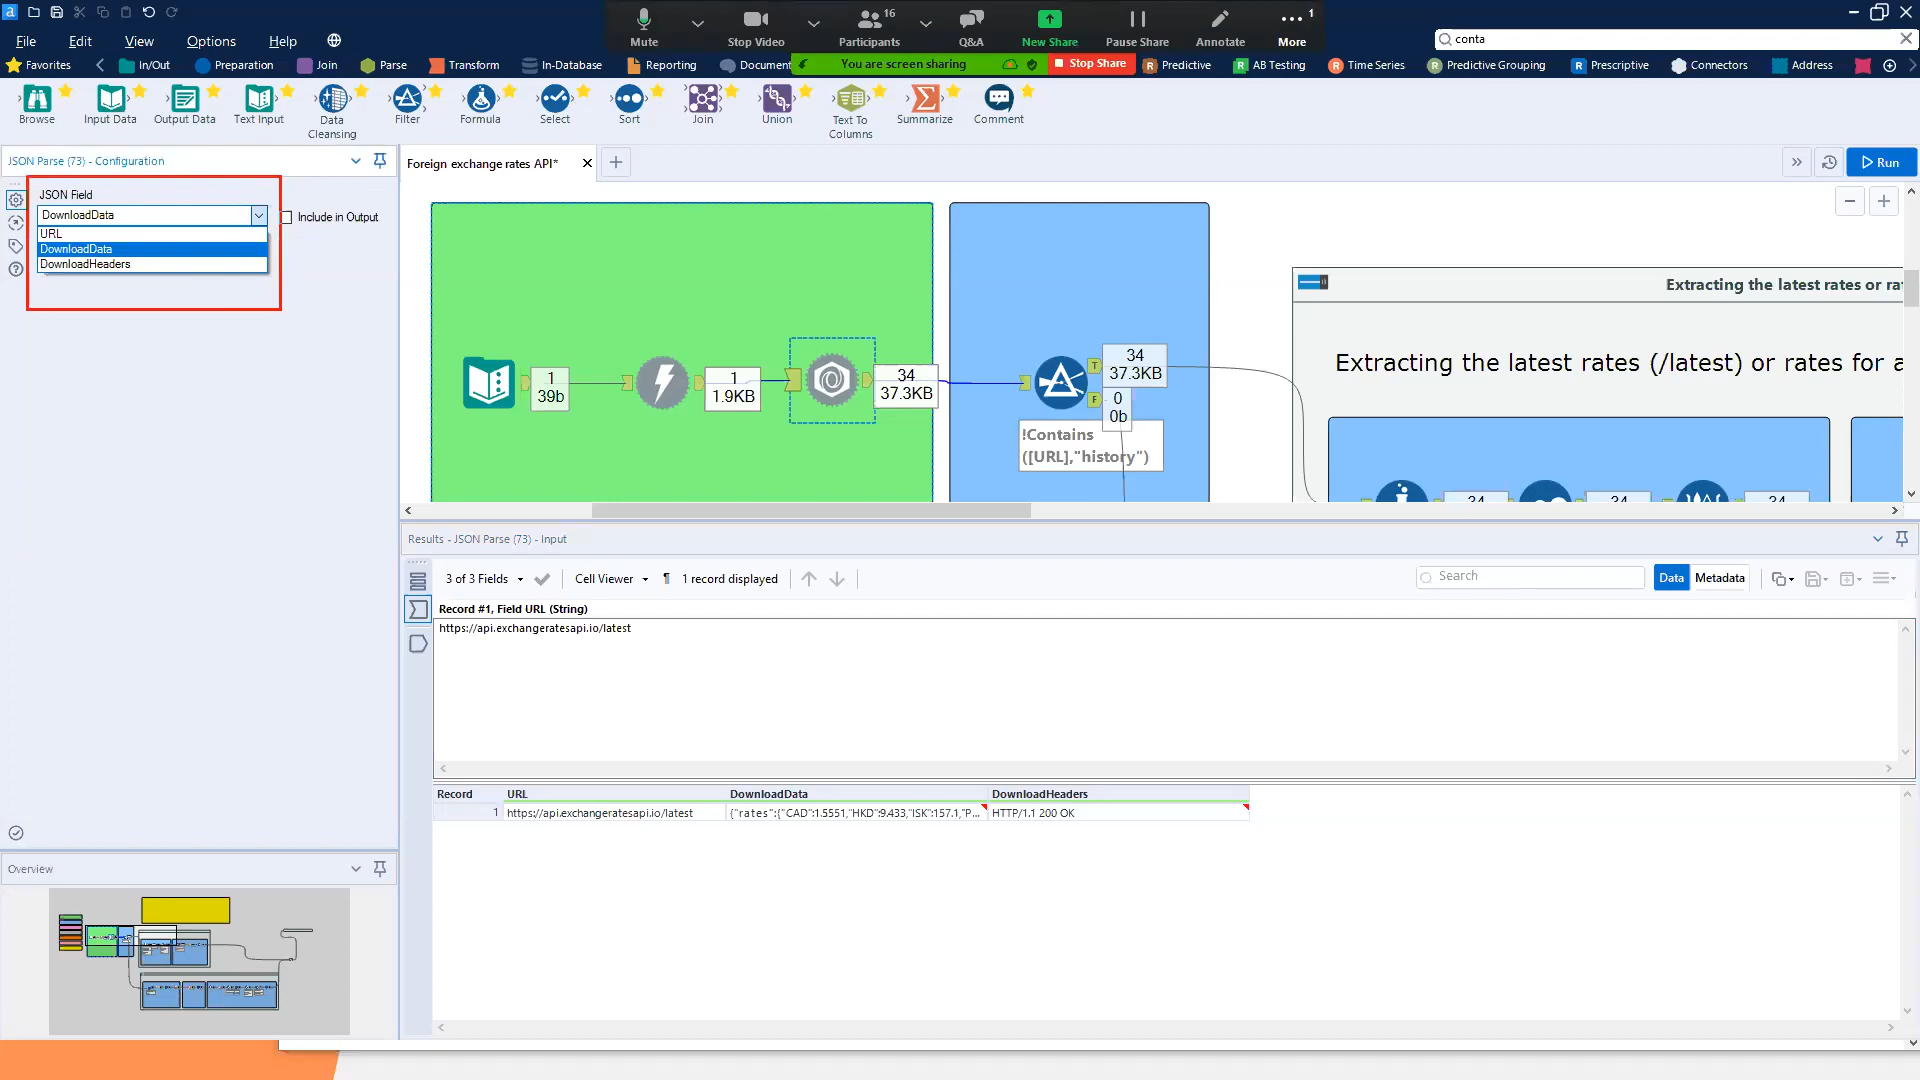 16
1
Mute
Stop Video
Participants
Q&A
New Share
Pause Share
Annotate
More
File
Edit
View
Options
Help
conta
Favorites
In/Out
Preparation
Join
Parse
Transform
In-Database
Reporting
Document
You are screen sharing
Stop Share
Predictive
AB Testing
Time Series
Predictive Grouping
Prescriptive
Connectors
Address
Browse
Input Data
Output Data
Text Input
Data
Cleansing
Filter
Formula
Select
Sort
Join
Union
Text To
Columns
Summarize
Comment
JSON Parse (73) - Configuration
Foreign exchange rates API*
Run
JSON Field
DownloadData
Include in Output
URL
DownloadData
DownloadHeaders
Extracting the latest rates or ra
Extracting the latest rates (/latest) or rates for a
1
39b
1
1.9KB
34
37.3KB
T
34
37.3KB
F
0
0b
!Contains
([URL],"history")
34
34
34
Results - JSON Parse (73) - Input
3 of 3 Fields
Cell Viewer
1 record displayed
Search
Data
Metadata
Record #1, Field URL (String)
https://api.exchangeratesapi.io/latest
Record
URL
DownloadData
DownloadHeaders
1
https://api.exchangeratesapi.io/latest
{"rates":{"CAD":1.5551,"HKD":9.433,"ISK":157.1,"P...
HTTP/1.1 200 OK
Overview